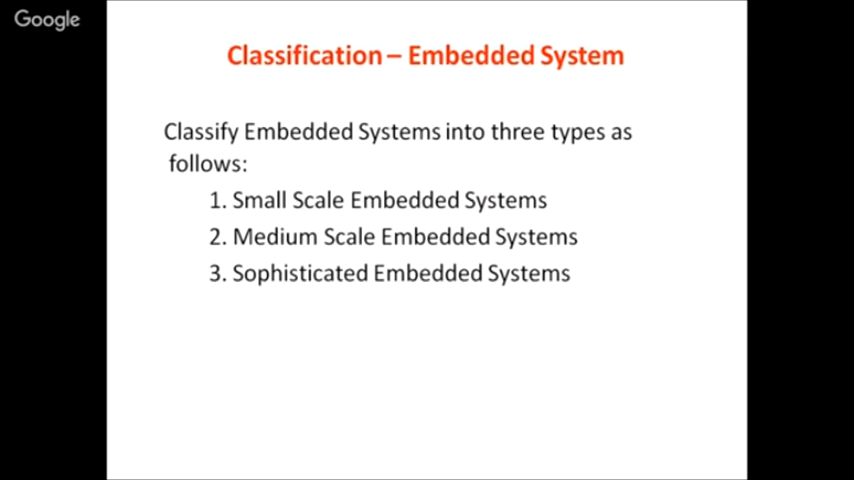 Google
Classification – Embedded System
Classify Embedded Systems into three types as
follows:
1. Small Scale Embedded Systems
2. Medium Scale Embedded Systems
3. Sophisticated Embedded Systems